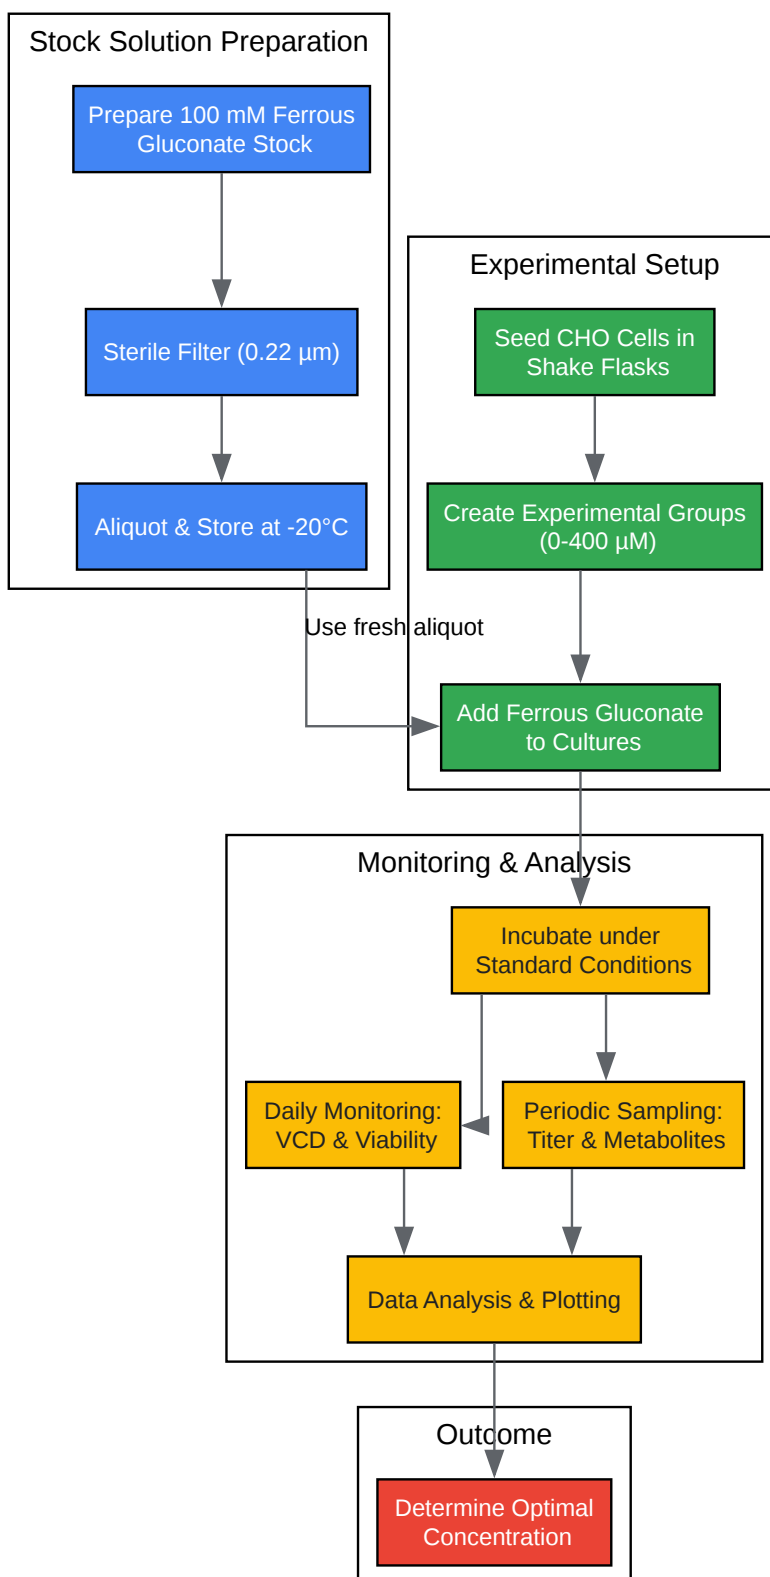 Stock Solution Preparation
Prepare 100 mM Ferrous
Gluconate Stock
Sterile Filter (0.22 µm)
Aliquot & Store at -20°C
Use fresh aliquot
Experimental Setup
Seed CHO Cells in
Shake Flasks
Create Experimental Groups
(0-400 µM)
Add Ferrous Gluconate
to Cultures
Monitoring & Analysis
Incubate under
Standard Conditions
Daily Monitoring:
VCD & Viability
Periodic Sampling:
Titer & Metabolites
Data Analysis & Plotting
Outcome
Determine Optimal
Concentration